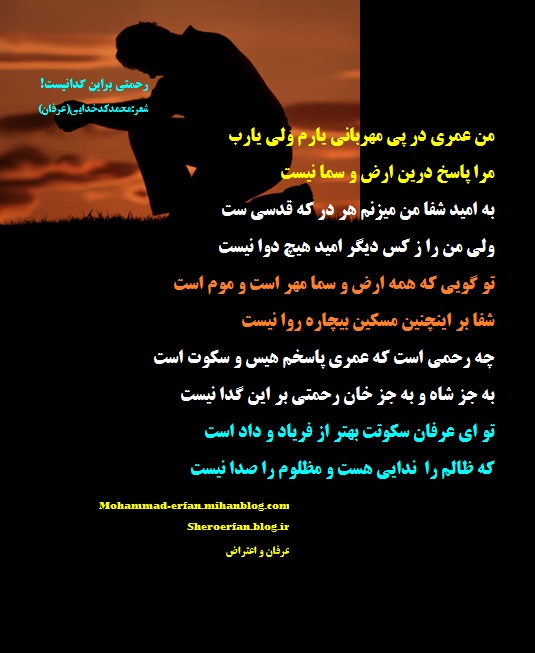 رحمتی براین گدانیست!
شعر:محمدکدخدایی(عرفان)
من عمری در پی مهربانی یارم ولی یارب
مرا پاسخ درین ارض و سما نیست
به امید شفا من میزنم هر در که قدسی ست
ولی من را ز کس دیگر امید هیچ دوا نیست
تو گویی که همه ارض و سما مهر است و موم است
شفا بر اینچنین مسکین بیچاره روا نیست
چه رحمی است که عمری پاسخم هیس و سکوت است
به جز شاه و به جز خان رحمتی بر این گدا نیست
تو ای عرفان سکوتت بهتر از فریاد و داد است
که ظالم را ندایی هست و مظلوم را صدا نیست
Mohammad-erfan.mihanblog.com
Sheroerfan.blog.ir
عرفان و اعتراض